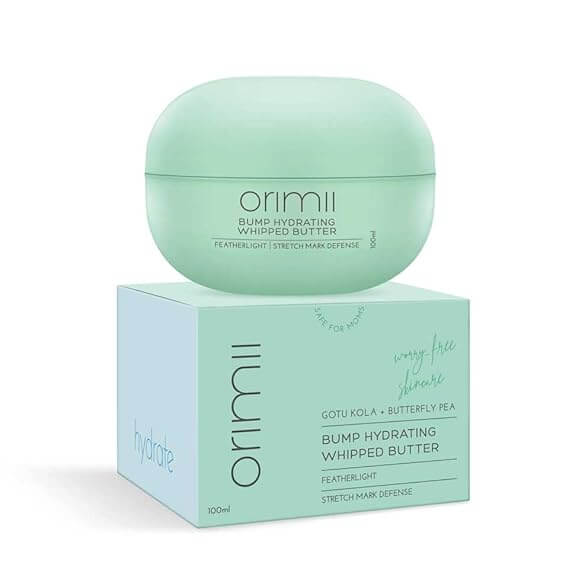 orimii
BUMP HYDRATING
WHIPPED BUTTER
FEATHERLIGHT | STRETCH MARK DEFENSE
100ml
SAFE FOR MOMS
worry-free
skincare
GOTU KOLA + BUTTERFLY PEA
BUMP HYDRATING
WHIPPED BUTTER
FEATHERLIGHT
STRETCH MARK DEFENSE
orimii
hydrate
100ml